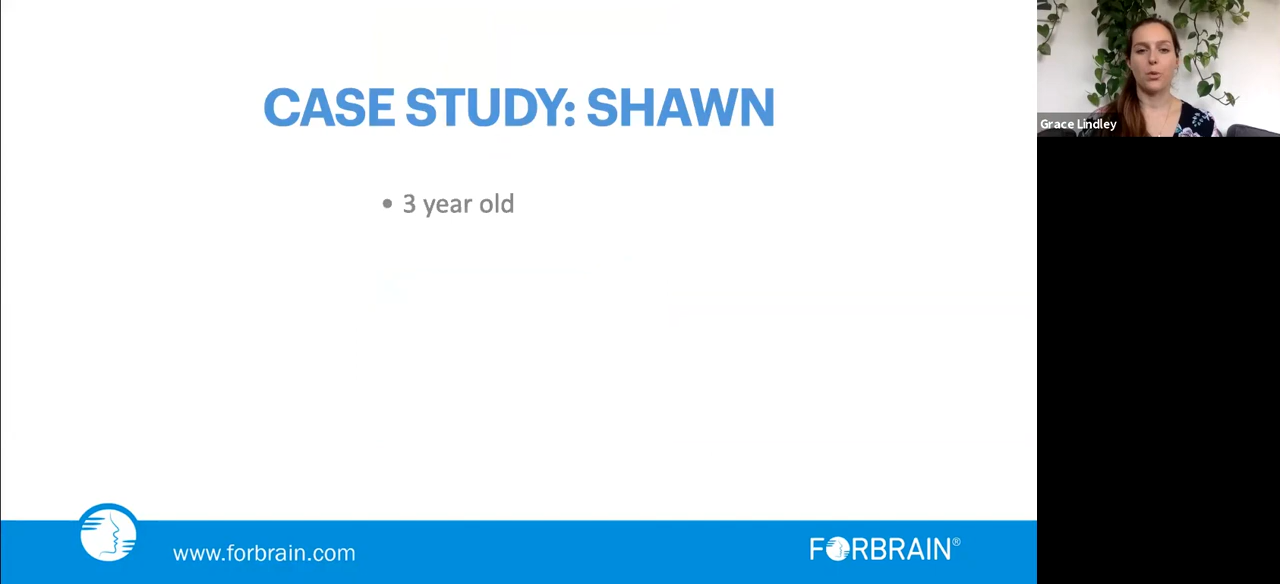 CASE STUDY: SHAWN
• 3 year old
Grace Lindley
www.forbrain.com
FORBRAIN®